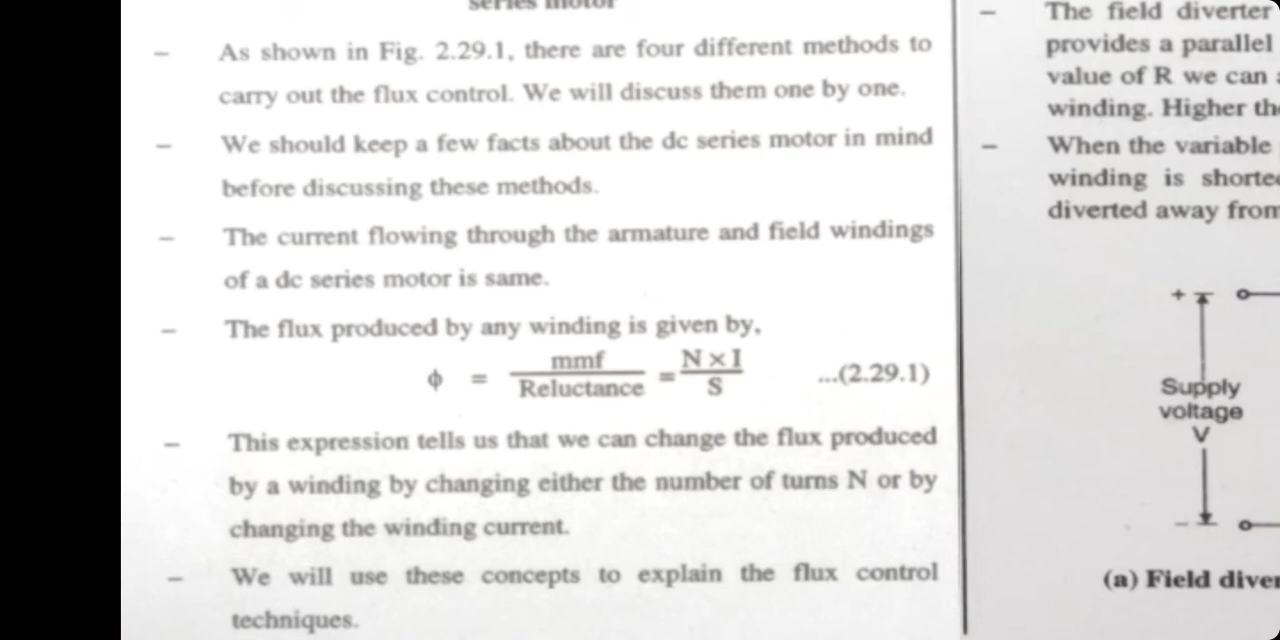 series motor
– As shown in Fig. 2.29.1, there are four different methods to
carry out the flux control. We will discuss them one by one.
– We should keep a few facts about the dc series motor in mind
before discussing these methods.
– The current flowing through the armature and field windings
of a dc series motor is same.
– The flux produced by any winding is given by,
ϕ = mmf / Reluctance = N × I / S ...(2.29.1)
– This expression tells us that we can change the flux produced
by a winding by changing either the number of turns N or by
changing the winding current.
– We will use these concepts to explain the flux control
techniques.
– The field diverter
provides a parallel
value of R we can
winding. Higher
– When the variable
winding is
diverted away from
+
Supply
voltage
V
–
(a) Field